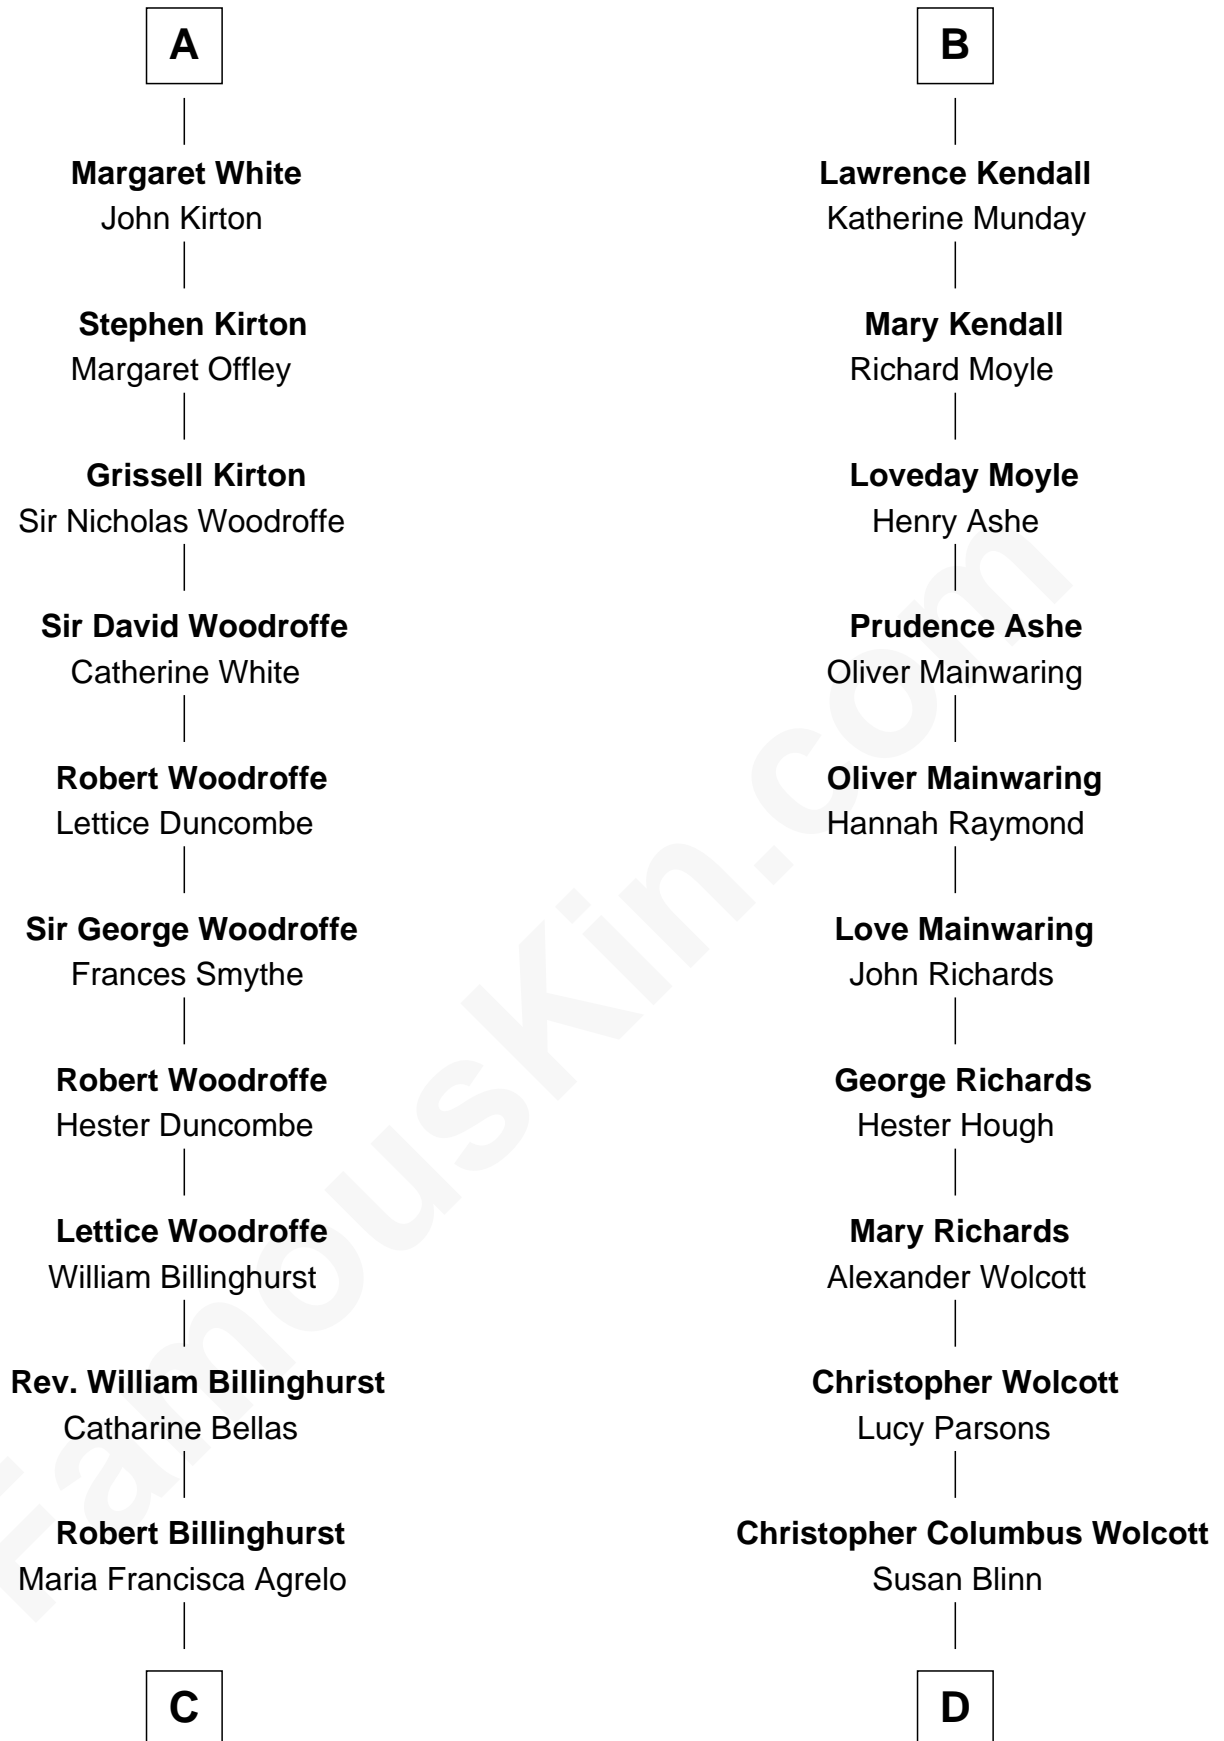 A
Margaret White
John Kirton
Stephen Kirton
Margaret Offley
Grissell Kirton
Sir Nicholas Woodroffe
Sir David Woodroffe
Catherine White
Robert Woodroffe
Lettice Duncombe
Sir George Woodroffe
Frances Smythe
Robert Woodroffe
Hester Duncombe
Lettice Woodroffe
William Billinghurst
Rev. William Billinghurst
Catharine Bellas
Robert Billinghurst
Maria Francisca Agrelo
C
B
Lawrence Kendall
Katherine Munday
Mary Kendall
Richard Moyle
Loveday Moyle
Henry Ashe
Prudence Ashe
Oliver Mainwaring
Oliver Mainwaring
Hannah Raymond
Love Mainwaring
John Richards
George Richards
Hester Hough
Mary Richards
Alexander Wolcott
Christopher Wolcott
Lucy Parsons
Christopher Columbus Wolcott
Susan Blinn
D
FamousKin.com